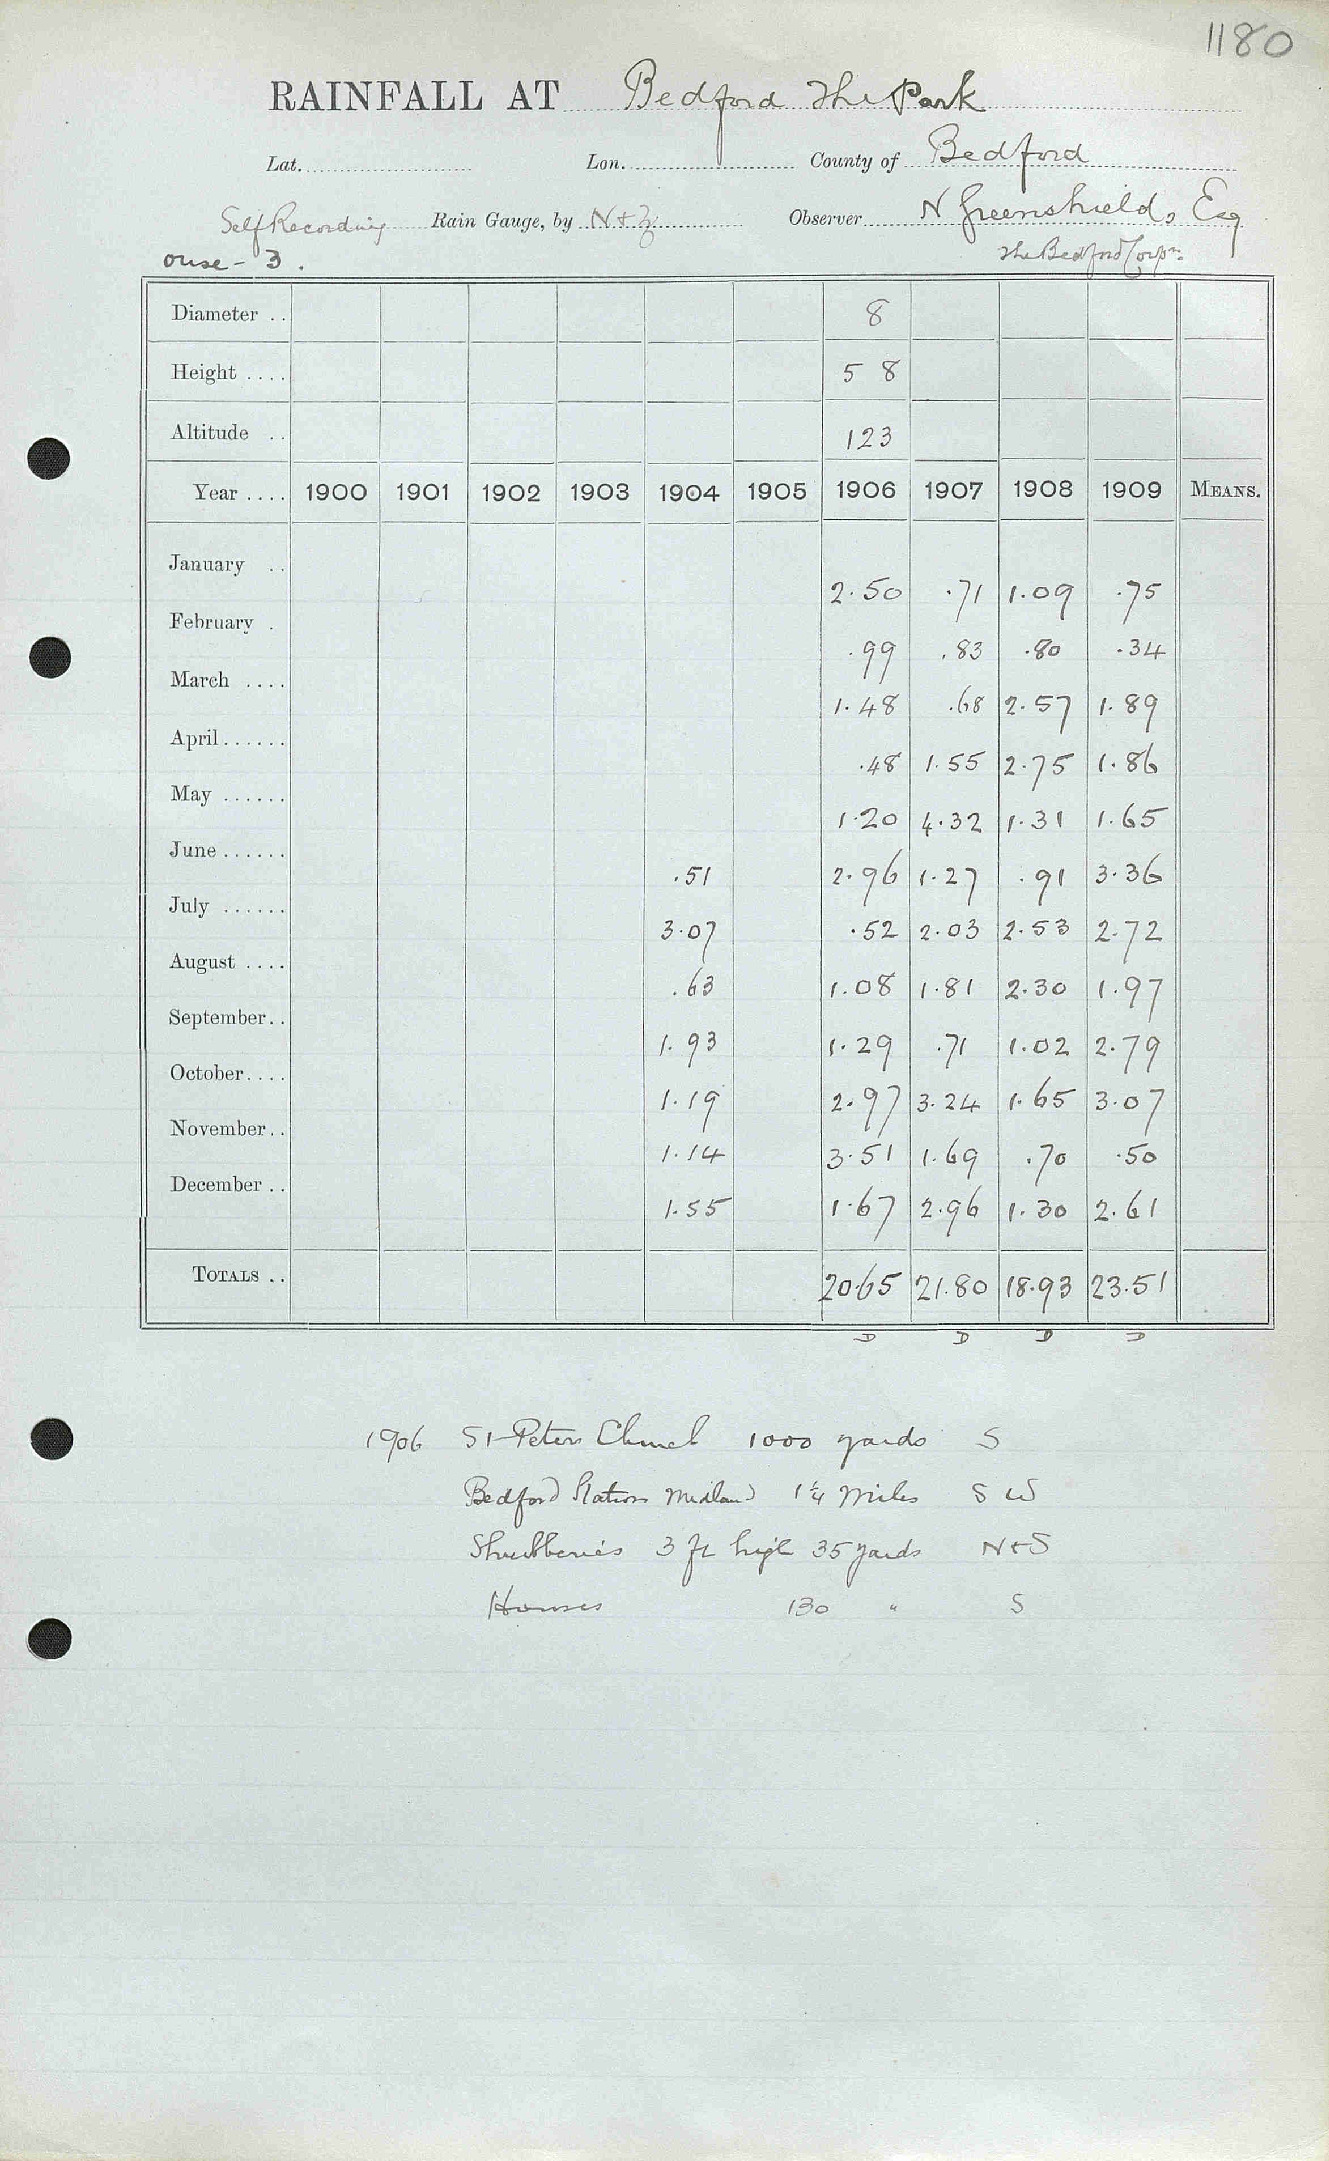 1180
RAINFALL AT Bedford The Park
Lat. Lon. County of Bedford
Self Recording Rain Gauge, by N + Z Observer N Greenshields Esq
ouse - 3. The Bedford Corpn.
Diameter .. 8
Height .... 5 8
Altitude .. 123
Year .... 1900 1901 1902 1903 1904 1905 1906 1907 1908 1909 MEANS.
January .. 2.50 .71 1.09 .75
February . .99 .83 .80 .34
March .... 1.48 .68 2.57 1.89
April...... .48 1.55 2.75 1.86
May ...... 1.20 4.32 1.31 1.65
June...... .51 2.96 1.27 .91 3.36
July ...... 3.07 .52 2.03 2.53 2.72
August .... .63 1.08 1.81 2.30 1.97
September.. 1.93 1.29 .71 1.02 2.79
October.... 1.19 2.97 3.24 1.65 3.07
November.. 1.14 3.51 1.69 .70 .50
December .. 1.55 1.67 2.96 1.30 2.61
TOTALS .. 20.65 21.80 18.93 23.51
D D D D
1906 St Peters Church 1000 yards S
Bedford Station Midland 1¼ miles S W
Shrubberies 3 ft high 35 yards N + S
Houses 130 " S